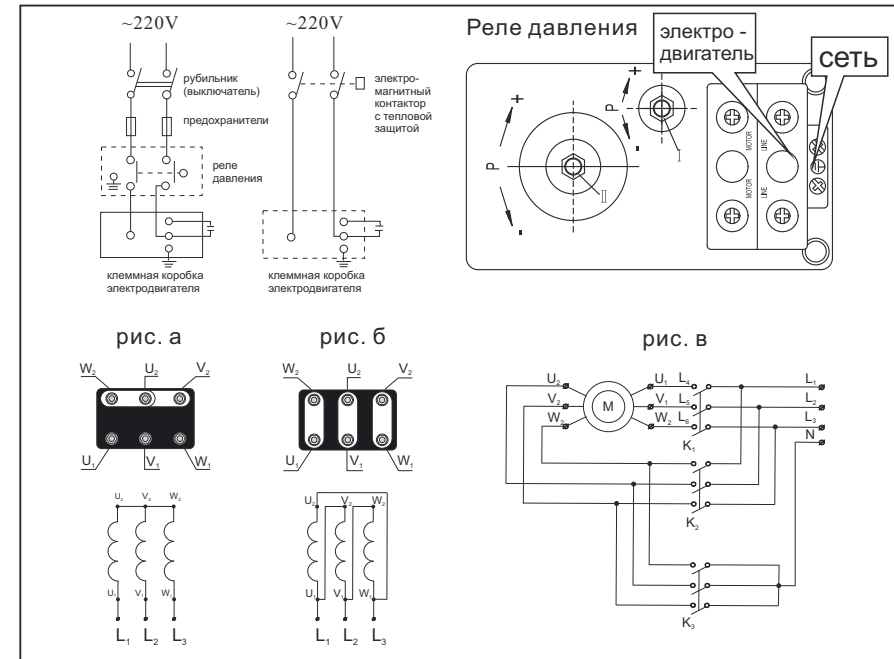 ~220V
рубильник
(выключатель)
предохранители
реле
давления
клеммная коробка
электродвигателя
~220V
электро-
магнитный
контактор
с тепловой
защитой
клеммная коробка
электродвигателя
Реле давления
электро -
двигатель
сеть
+
P
-
+
P
-
I
II
MOTOR
LINE
MOTOR
LINE
рис. а
W₂ U₂ V₂
U₁ V₁ W₁
U₂ V₂ W₂
U₁ V₁ W₁
L₁ L₂ L₃
рис. б
W₂ U₂ V₂
U₁ V₁ W₁
U₂ V₂ W₂
U₁ V₁ W₁
L₁ L₂ L₃
рис. в
U₂ U₁ L₄ L₁
V₂ M V₁ L₅ L₂
W₂ W₂ L₆ L₃
K₁ N
K₂
K₃